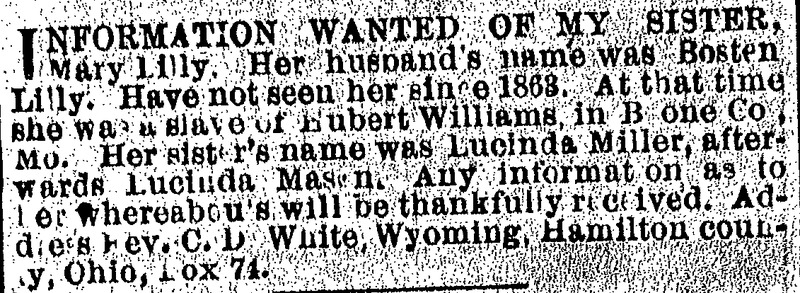 INFORMATION WANTED OF MY SISTER,
Mary Lilly. Her husband's name was Bosten
Lilly. Have not seen her since 1863. At that time
she was a slave of Hubert Williams, in Boone Co.,
Mo. Her sister's name was Lucinda Miller, after-
wards Lucinda Mason. Any information as to
her whereabou's will be thankfully received. Ad-
dress Rev. C. D. White, Wyoming, Hamilton coun-
ty, Ohio, Box 74.